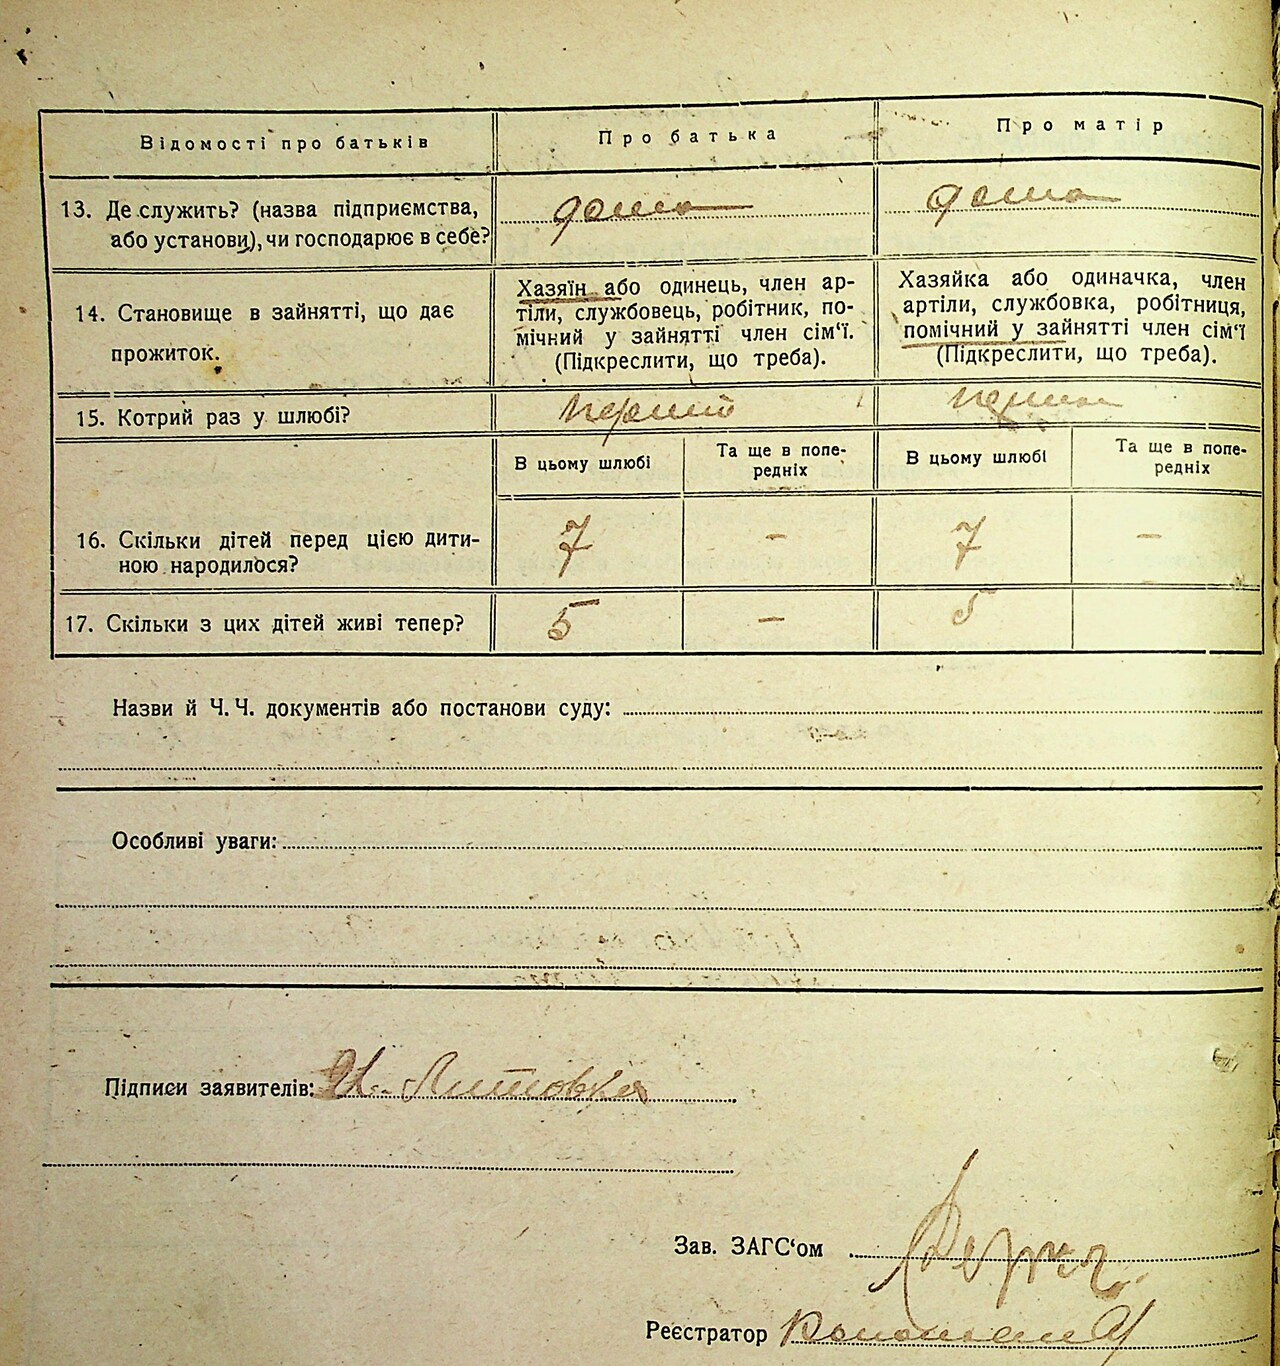 Відомості про батьків
Про батька
Про матір
13. Де служить? (назва підприємства,
або установи), чи господарює в себе?
дома
дома
14. Становище в зайнятті, що дає
прожиток.
Хазяїн або одинець, член ар-
тіли, службовець, робітник, по-
мічний у зайнятті член сім‘ї.
(Підкреслити, що треба).
Хазяйка або одиначка, член
артіли, службовка, робітниця,
помічний у зайнятті член сім‘ї
(Підкреслити, що треба).
15. Котрий раз у шлюбі?
перший
В цьому шлюбі
Та ще в попе-
редніх
В цьому шлюбі
Та ще в попе-
редніх
16. Скільки дітей перед цією дити-
ною народилося?
7
-
7
-
17. Скільки з цих дітей живі тепер?
5
-
5
Назви й Ч. Ч. документів або постанови суду:
Особливі уваги:
Підписи заявителів:
Зав. ЗАГС‘ом
Реєстратор